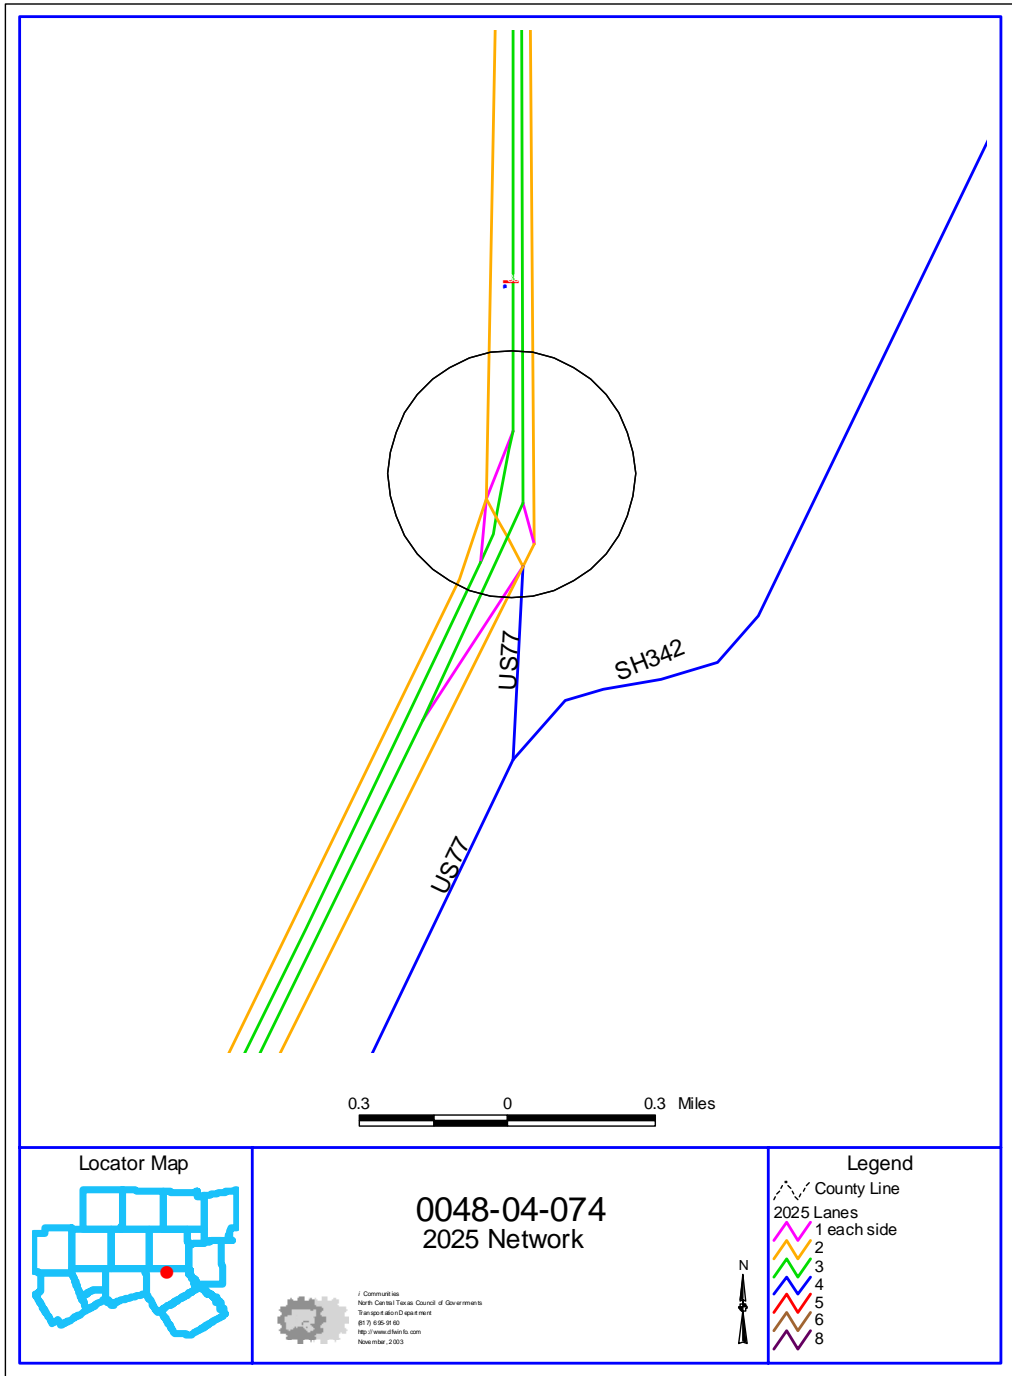 US77
SH342
US77
0.3 0 0.3 Miles
Locator Map
0048-04-074
2025 Network
i Communities
North Central Texas Council of Governments
Transportation Department
(817) 695-9160
http://www.dfwinfo.com
November, 2003
N
Legend
County Line
2025 Lanes
1 each side
2
3
4
5
6
8